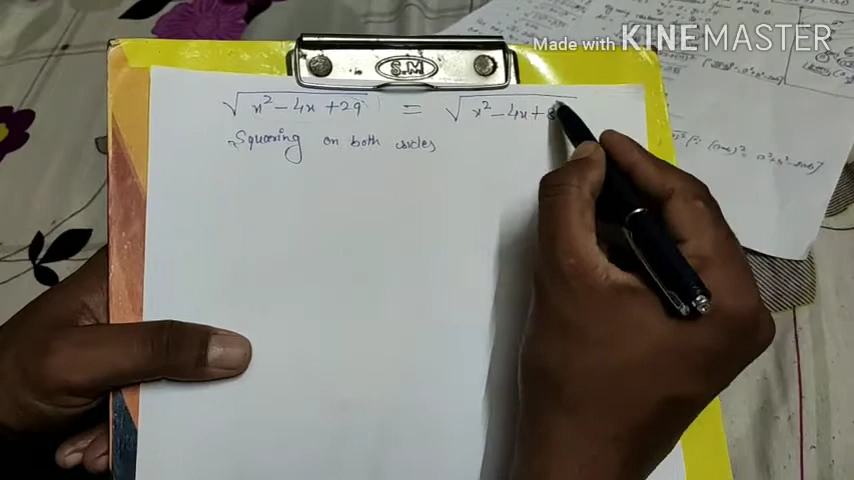 Made with KINEMASTER
S.M
√x² - 4x + 29 = √x² - 4x + 8
Squaring on both sides